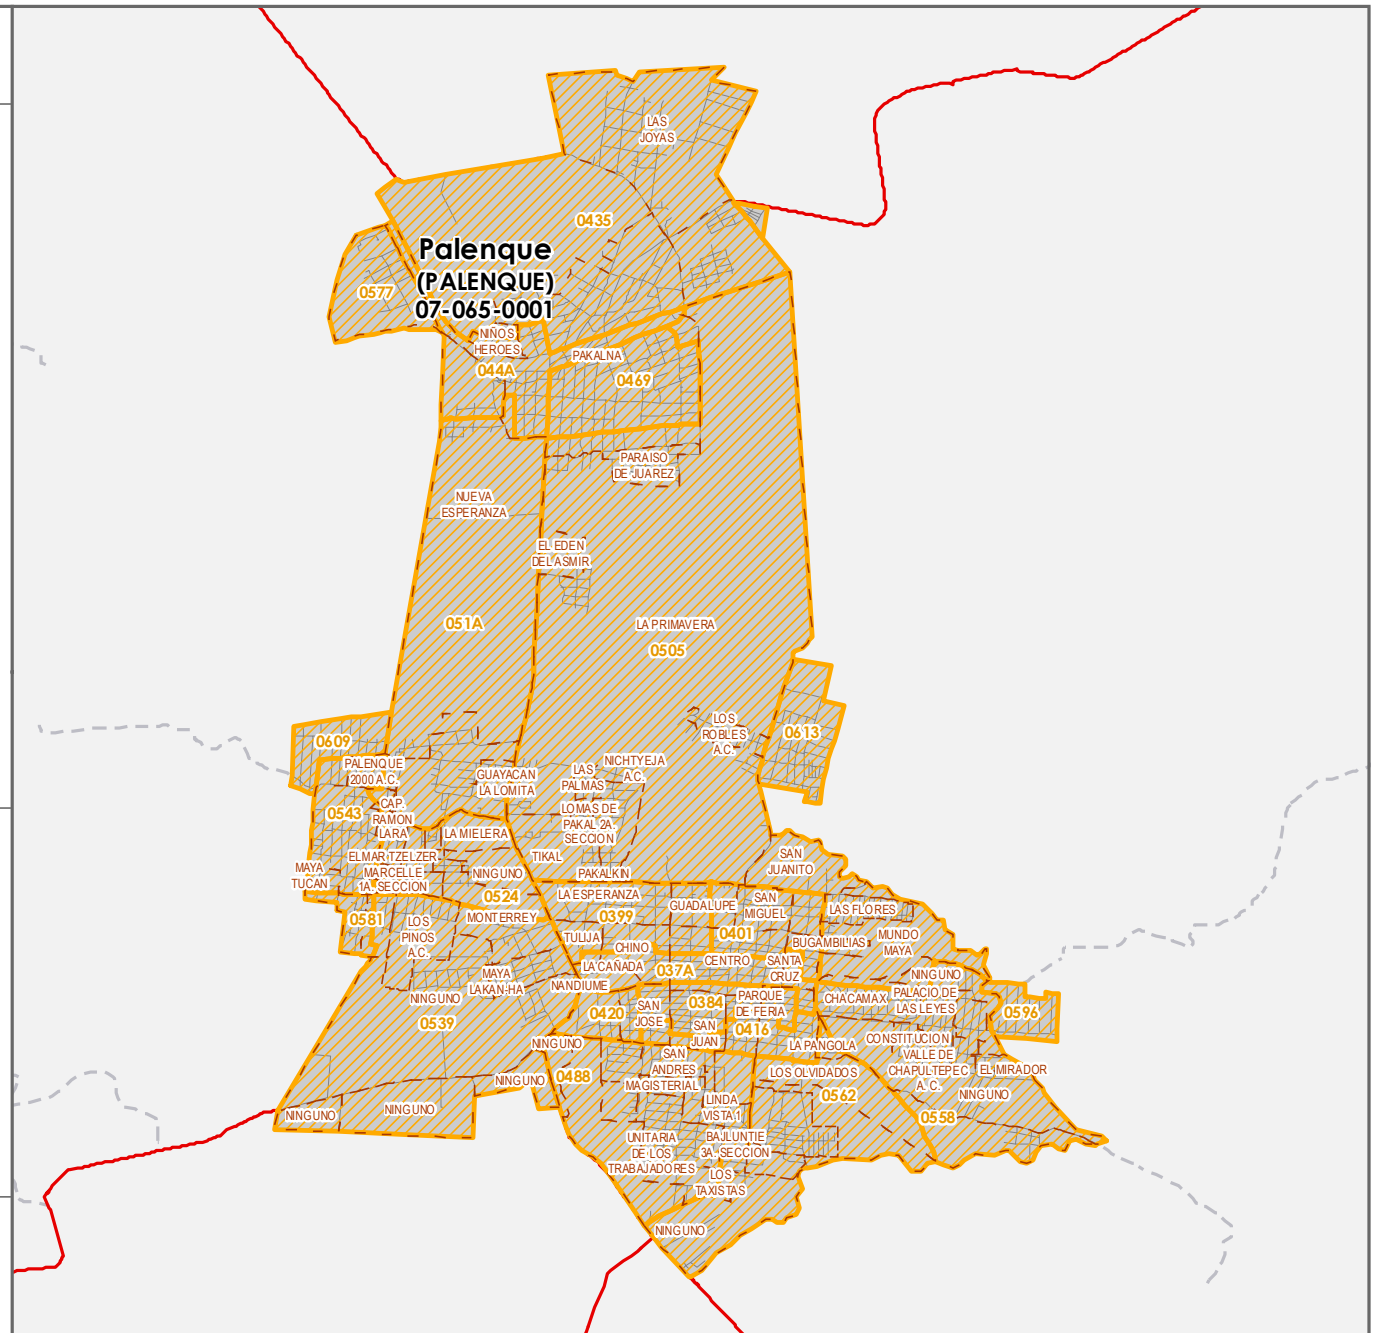 LAS
JOYAS
0435
Palenque
(PALENQUE)
07-065-0001
0577
NIÑOS
HEROES
044A
PAKALNA
0469
PARAISO
DE JUAREZ
NUEVA
ESPERANZA
EL EDEN
DEL ASMIR
051A
LA PRIMAVERA
0505
LOS
ROBLES
A.C.
0613
0609
PALENQUE
2000 A.C.
GUAYACAN
LA LOMITA
LAS
PALMAS
NICHTYEJA
A.C.
0543
CAP.
RAMON
LARA
LA MIELERA
LOMAS DE
PAKAL 2A.
SECCION
TIKAL
PAKALKIN
SAN
JUANITO
MAYA
TUCAN
ELMAR TZELZER
MARCELLE
1A. SECCION
NINGUNO
0524
LA ESPERANZA
0399
GUADALUPE
SAN
MIGUEL
0401
LAS FLORES
0581
LOS
PINOS
A.C.
MONTERREY
TULIJA
CHINO
BUGAMBILIAS
MUNDO
MAYA
LA CAÑADA
037A
CENTRO
SANTA
CRUZ
NINGUNO
MAYA
LAKAN-HA
NANDIUME
NINGUNO
0539
0420
SAN
JOSE
0384
SAN
JUAN
PARQUE
DE FERIA
0416
CHACAMAX
PALACIO DE
LAS LEYES
0596
NINGUNO
LA PANGOLA
CONSTITUCION
VALLE DE
CHAPULTEPEC
A. C.
EL MIRADOR
NINGUNO
0488
SAN
ANDRES
MAGISTERIAL
LOS OLVIDADOS
0562
NINGUNO
0558
NINGUNO
NINGUNO
NINGUNO
LINDA
VISTA 1
UNITARIA
DE LOS
TRABAJADORES
BAJLUNTIE
3A. SECCION
LOS
TAXISTAS
NINGUNO